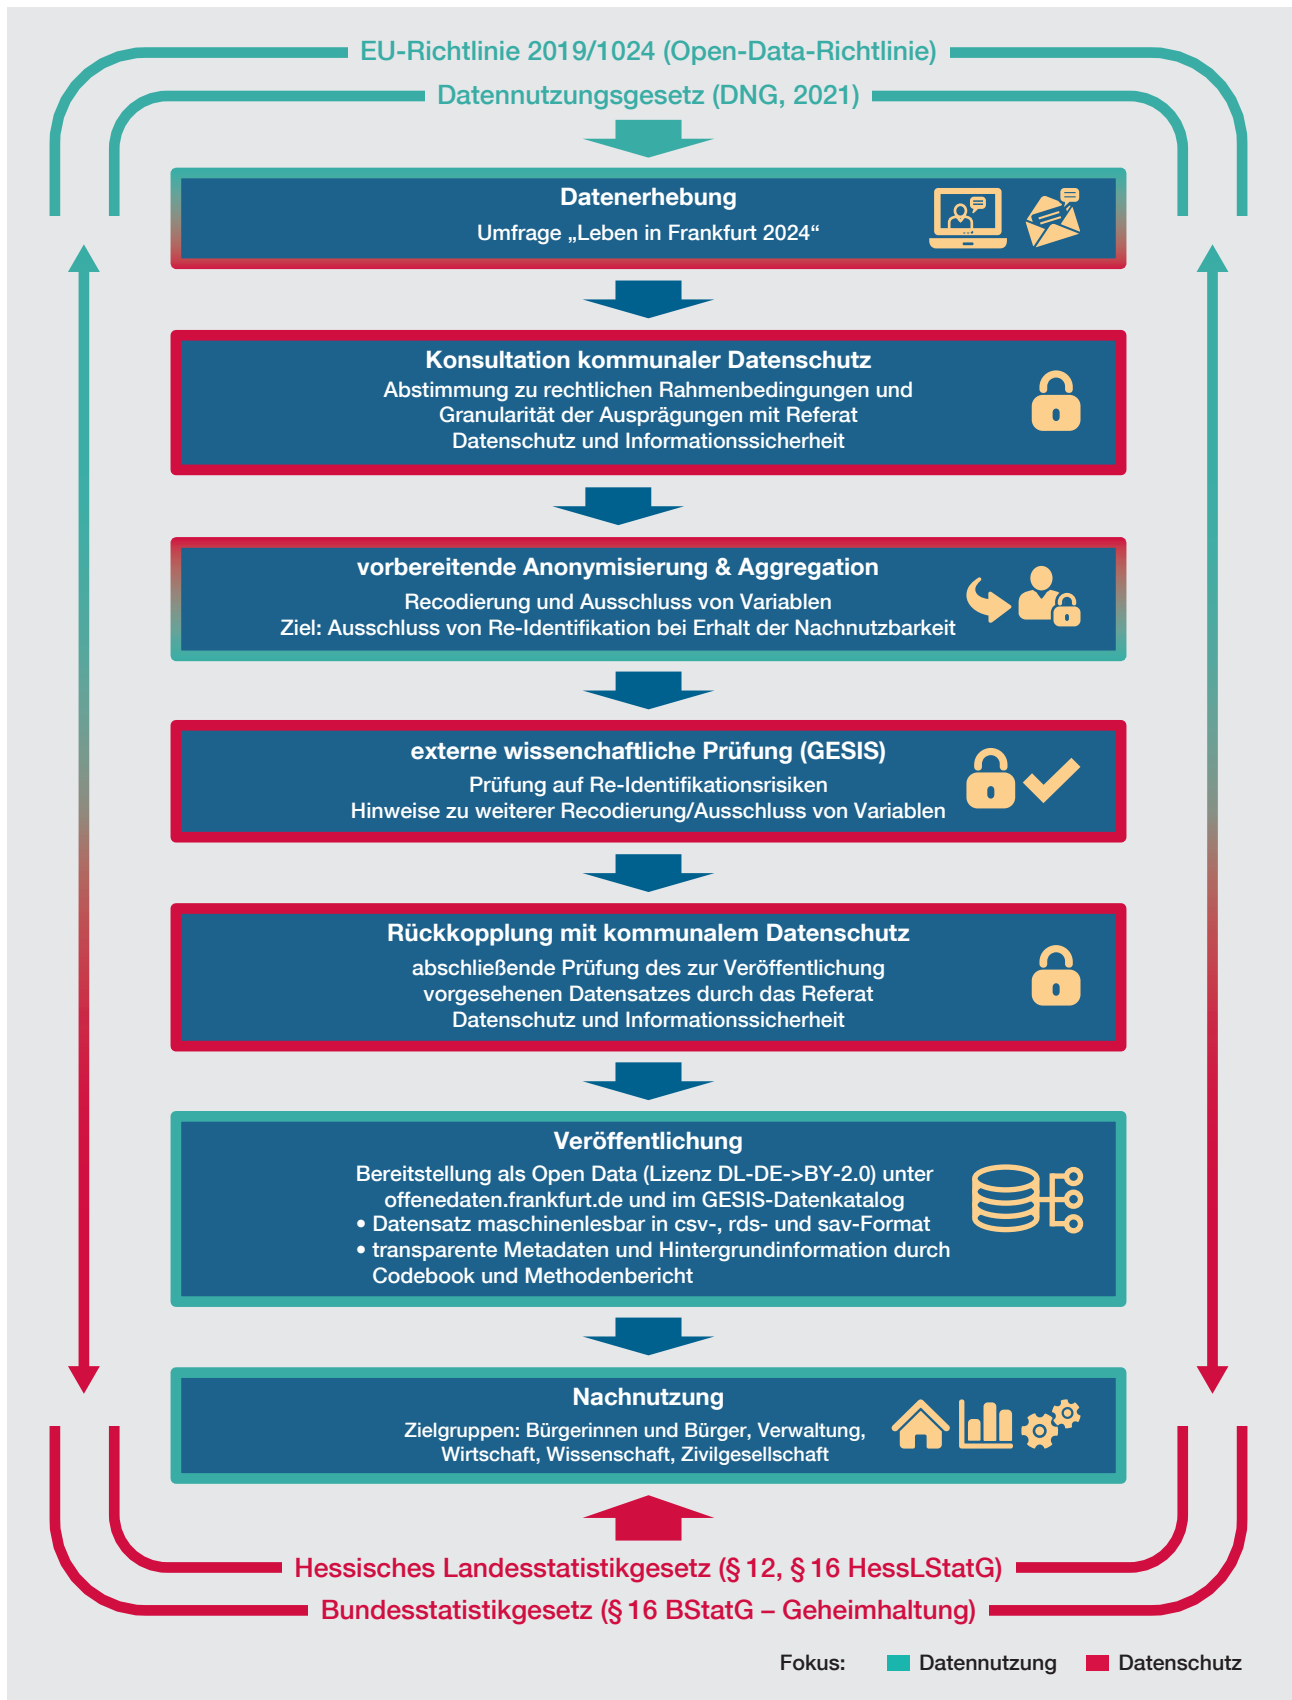 EU-Richtlinie 2019/1024 (Open-Data-Richtlinie)
Datennutzungsgesetz (DNG, 2021)
Datenerhebung
Umfrage „Leben in Frankfurt 2024“
Konsultation kommunaler Datenschutz
Abstimmung zu rechtlichen Rahmenbedingungen und
Granularität der Ausprägungen mit Referat
Datenschutz und Informationssicherheit
vorbereitende Anonymisierung & Aggregation
Recodierung und Ausschluss von Variablen
Ziel: Ausschluss von Re-Identifikation bei Erhalt der Nachnutzbarkeit
externe wissenchaftliche Prüfung (GESIS)
Prüfung auf Re-Identifikationsrisiken
Hinweise zu weiterer Recodierung/Ausschluss von Variablen
Rückkopplung mit kommunalem Datenschutz
abschließende Prüfung des zur Veröffentlichung
vorgesehenen Datensatzes durch das Referat
Datenschutz und Informationssicherheit
Veröffentlichung
Bereitstellung als Open Data (Lizenz DL-DE->BY-2.0) unter
offenedaten.frankfurt.de und im GESIS-Datenkatalog
• Datensatz maschinenlesbar in csv-, rds- und sav-Format
• transparente Metadaten und Hintergrundinformation durch
Codebook und Methodenbericht
Nachnutzung
Zielgruppen: Bürgerinnen und Bürger, Verwaltung,
Wirtschaft, Wissenschaft, Zivilgesellschaft
Hessisches Landesstatistikgesetz (§ 12, § 16 HessLStatG)
Bundesstatistikgesetz (§ 16 BStatG – Geheimhaltung)
Fokus: Datennutzung Datenschutz